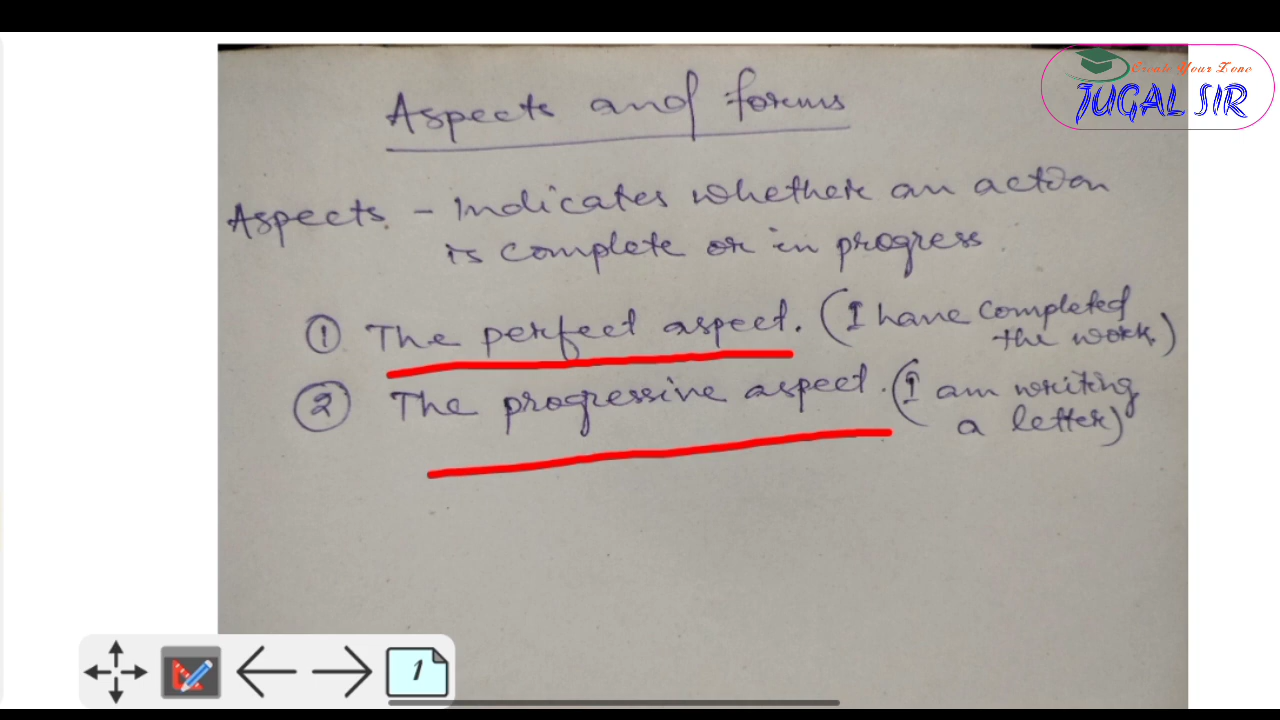 Create Your Zone
JUGAL SIR
Aspects and forms
Aspects - Indicates whether an action
is complete or in progress
① The perfect aspect. (I have completed
the work.)
② The progressive aspect. (I am writing
a letter)
1